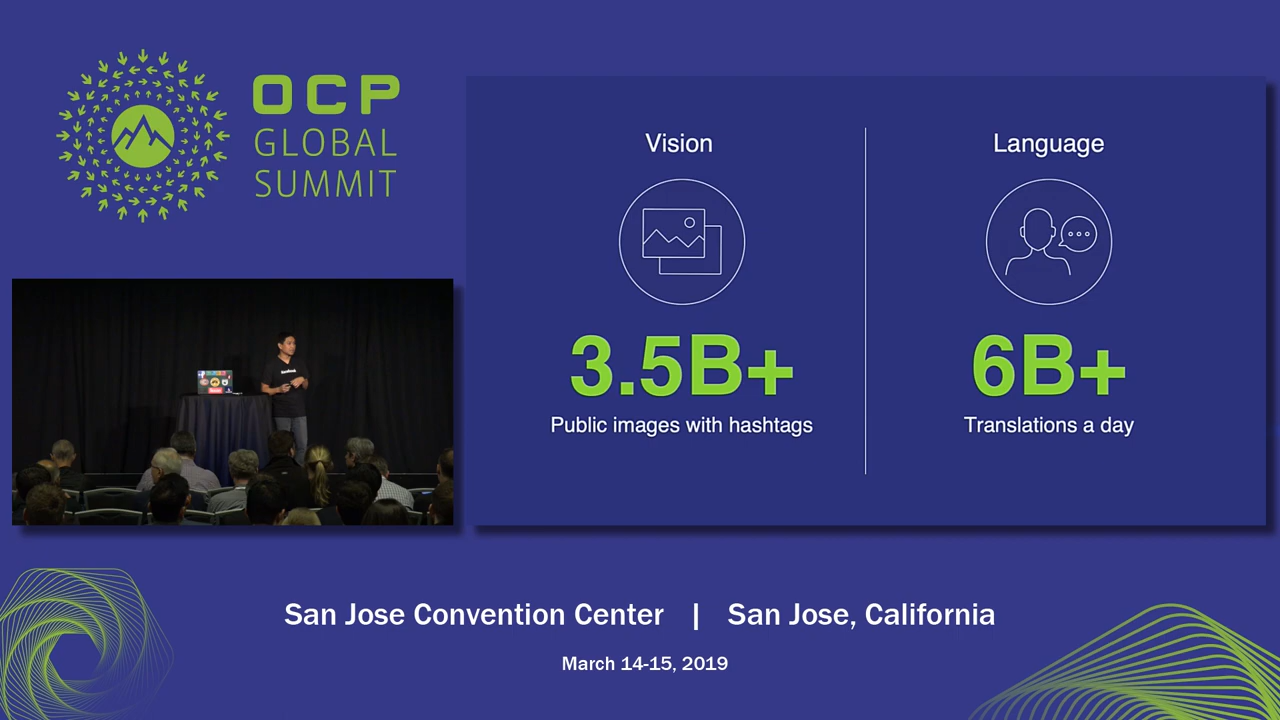 OCP
GLOBAL
SUMMIT
Vision
Language
3.5B+
6B+
Public images with hashtags
Translations a day
San Jose Convention Center | San Jose, California
March 14-15, 2019